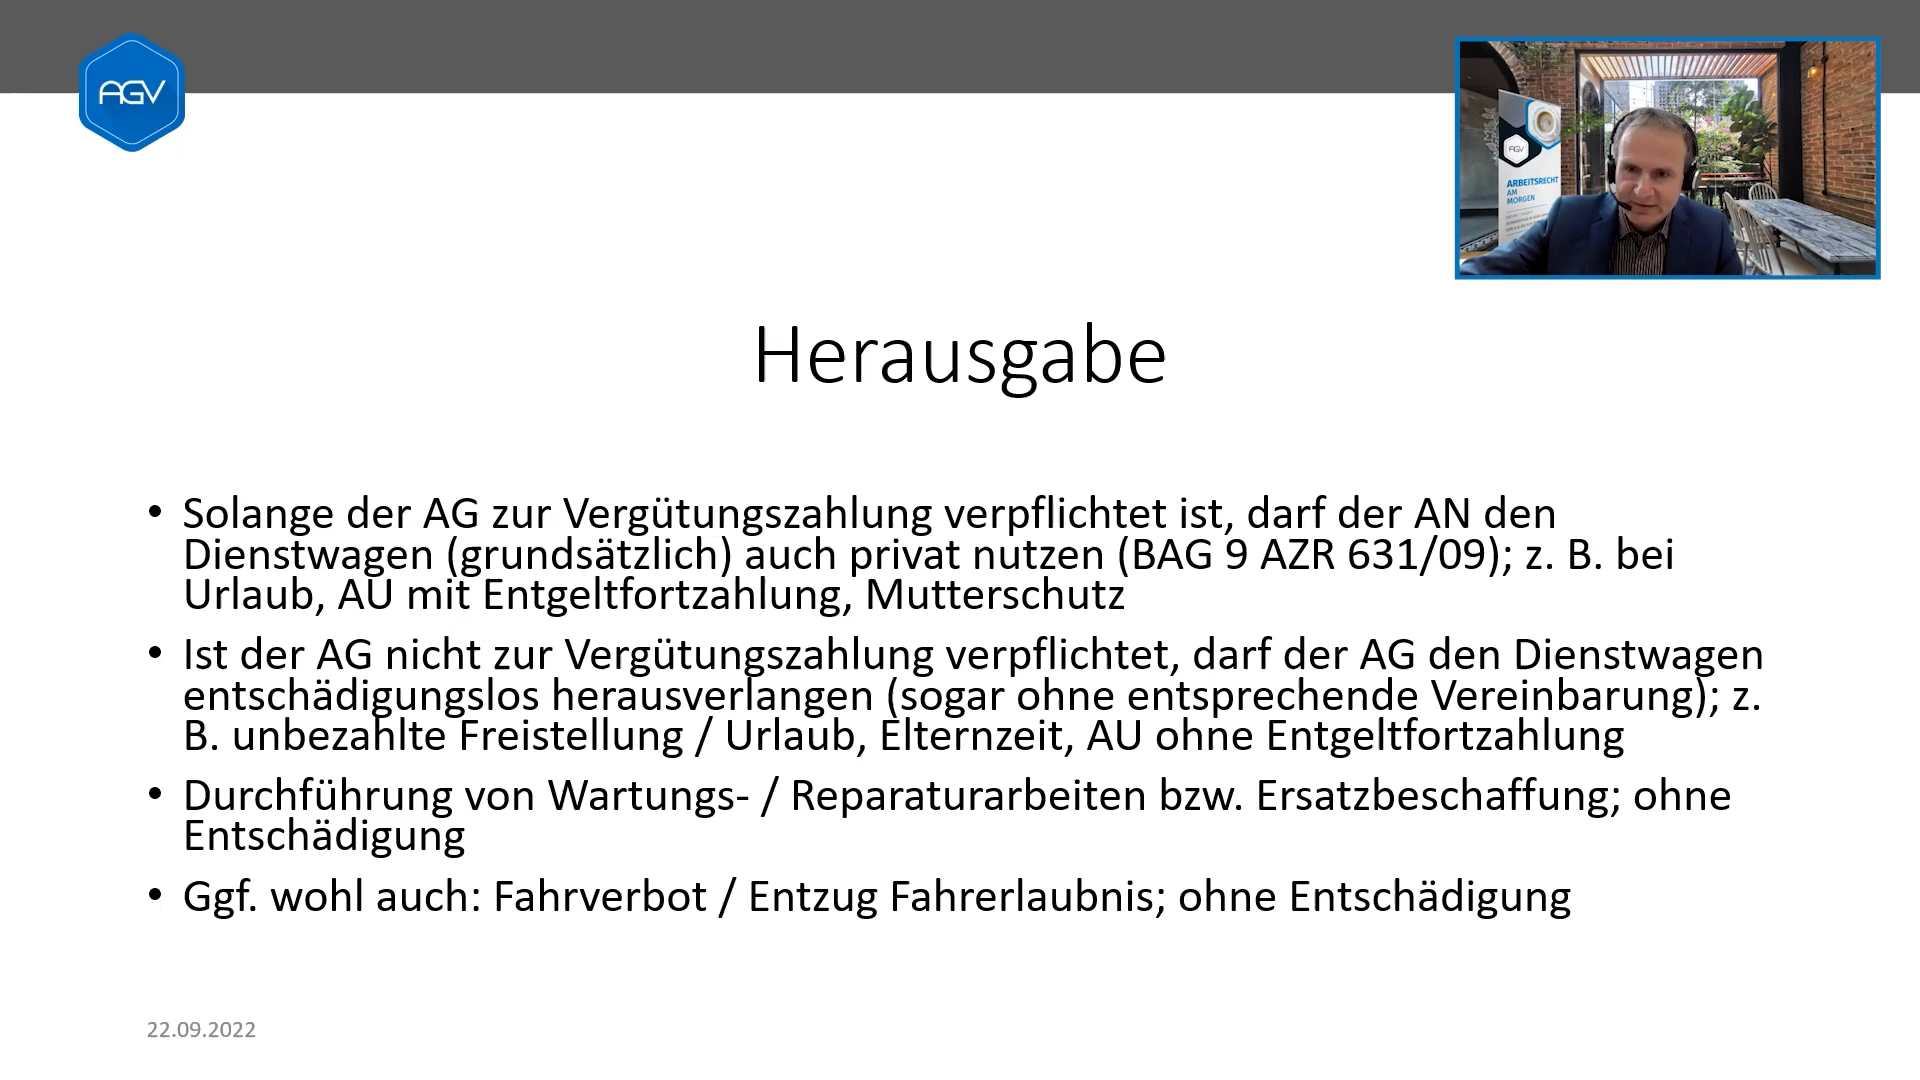 AGV
AGV
ARBEITSRECHT
AM
MORGEN
Herausgabe
• Solange der AG zur Vergütungszahlung verpflichtet ist, darf der AN den
Dienstwagen (grundsätzlich) auch privat nutzen (BAG 9 AZR 631/09); z. B. bei
Urlaub, AU mit Entgeltfortzahlung, Mutterschutz
• Ist der AG nicht zur Vergütungszahlung verpflichtet, darf der AG den Dienstwagen
entschädigungslos herausverlangen (sogar ohne entsprechende Vereinbarung); z.
B. unbezahlte Freistellung / Urlaub, Elternzeit, AU ohne Entgeltfortzahlung
• Durchführung von Wartungs- / Reparaturarbeiten bzw. Ersatzbeschaffung; ohne
Entschädigung
• Ggf. wohl auch: Fahrverbot / Entzug Fahrerlaubnis; ohne Entschädigung
22.09.2022